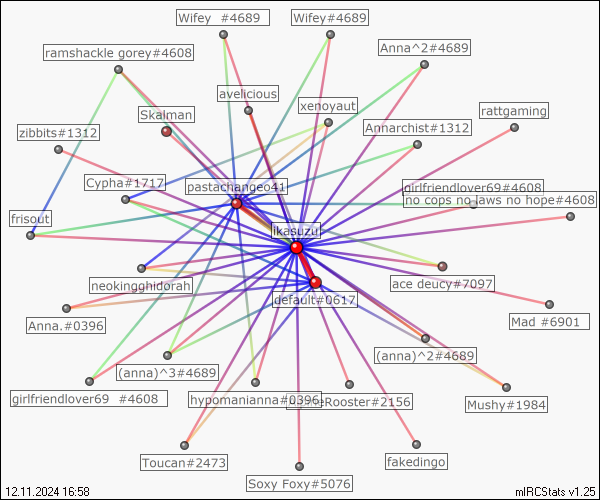 Wifey #4689
Wifey#4689
ramshackle gorey#4608
Anna^2#4689
avelicious
xenoyaut
Skalman
rattgaming
zibbits#1312
Annarchist#1312
Cypha#1717
pastachangeo41
girlfriendlover69#4608
no cops no laws no hope#4608
frisout
ikasuzu
neokingghidorah
ace deucy#7097
default#0617
Anna.#0396
Mad #6901
(anna)^3#4689
(anna)^2#4689
girlfriendlover69 #4608
hypomanianna#0396
Rooster#2156
Mushy#1984
Toucan#2473
fakedingo
Soxy Foxy#5076
12.11.2024 16:58
mIRCStats v1.25